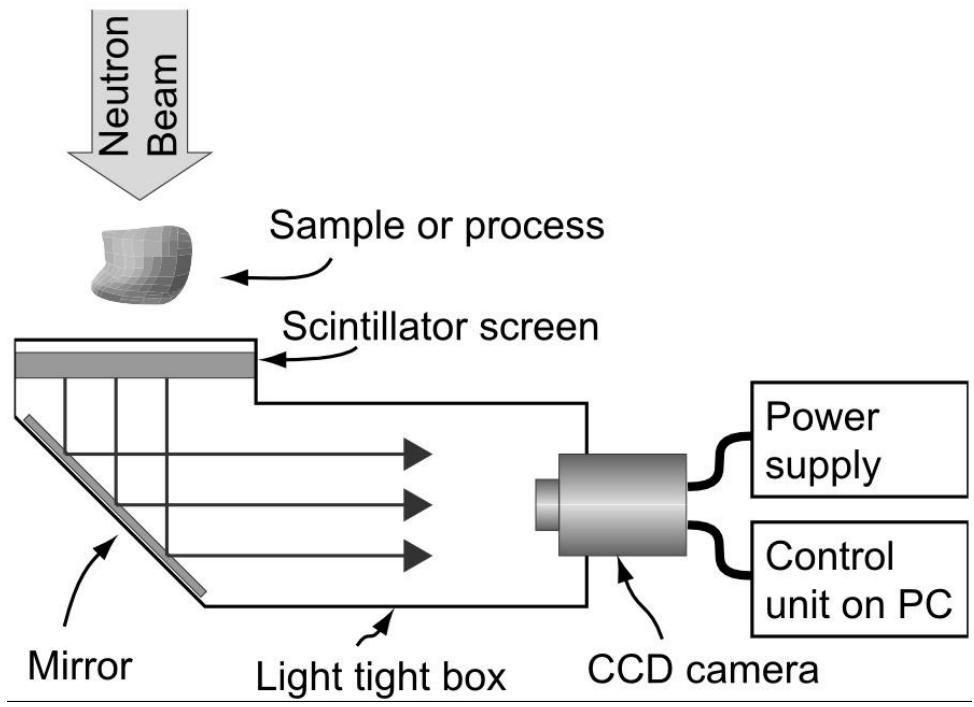 Neutron
Beam
Sample or process
Scintillator screen
Power
supply
Control
unit on PC
Mirror
Light tight box
CCD camera